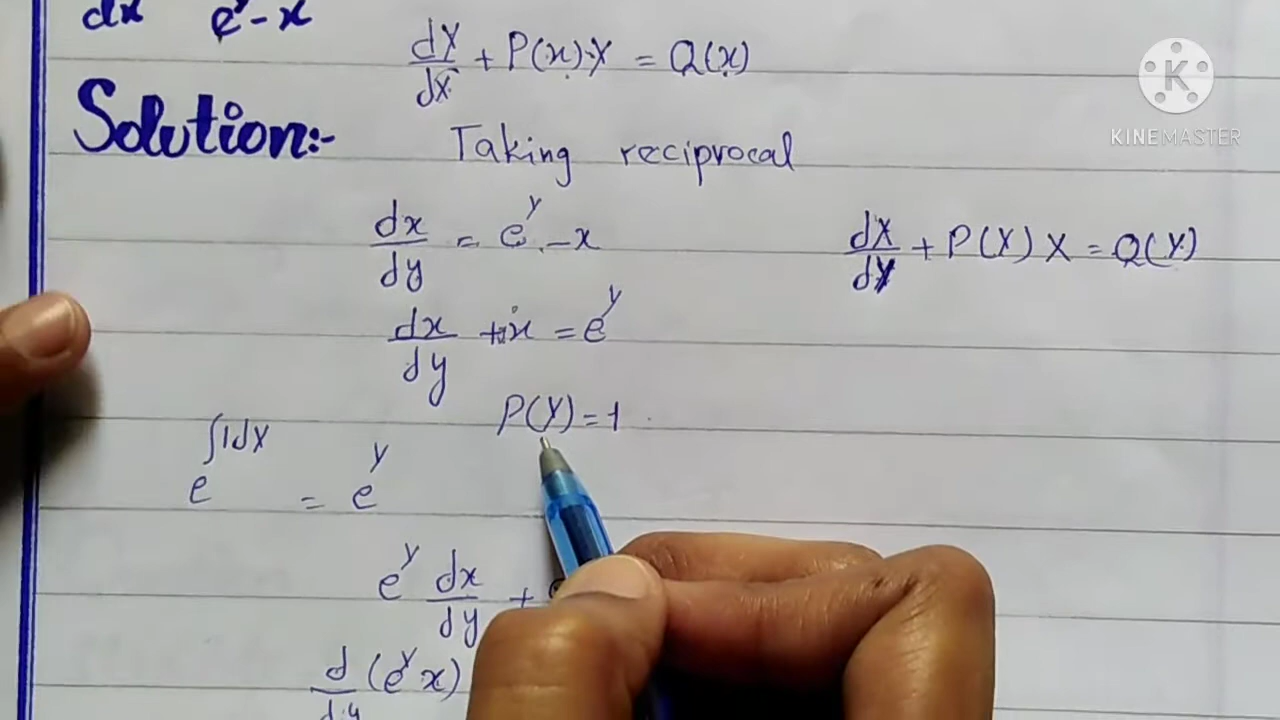 dx e^y - x
dy/dx + P(x).y = Q(x)
KINEMASTER
Solution:-
Taking reciprocal
dx/dy = e^y - x
dx/dy + P(y) x = Q(y)
dx/dy + x = e^y
P(y) = 1
e^∫1dy = e^y
e^y dx/dy +
d/dy (e^y x)